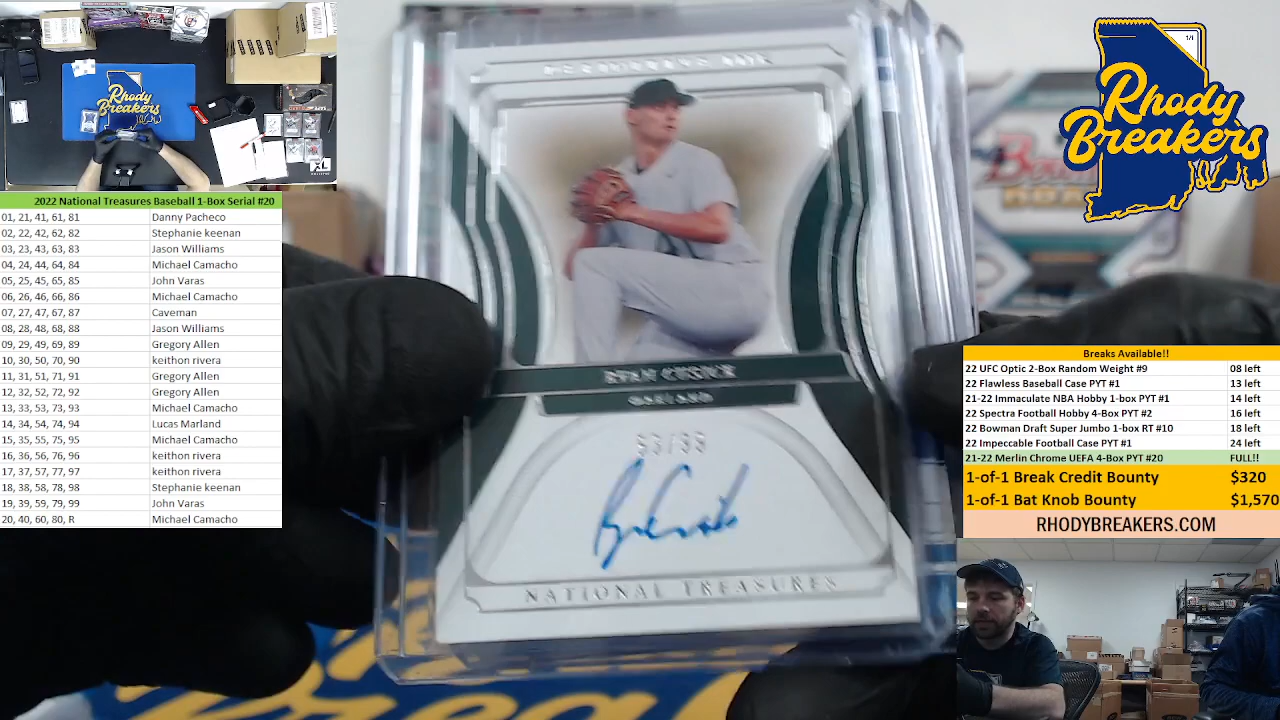 Rhody
Breakers
2022 National Treasures Baseball 1-Box Serial #20
01, 21, 41, 61, 81 Danny Pacheco
02, 22, 42, 62, 82 Stephanie keenan
03, 23, 43, 63, 83 Jason Williams
04, 24, 44, 64, 84 Michael Camacho
05, 25, 45, 65, 85 John Varas
06, 26, 46, 66, 86 Michael Camacho
07, 27, 47, 67, 87 Caveman
08, 28, 48, 68, 88 Jason Williams
09, 29, 49, 69, 89 Gregory Allen
10, 30, 50, 70, 90 keithon rivera
11, 31, 51, 71, 91 Gregory Allen
12, 32, 52, 72, 92 Gregory Allen
13, 33, 53, 73, 93 Michael Camacho
14, 34, 54, 74, 94 Lucas Marland
15, 35, 55, 75, 95 Michael Camacho
16, 36, 56, 76, 96 keithon rivera
17, 37, 57, 77, 97 keithon rivera
18, 38, 58, 78, 98 Stephanie keenan
19, 39, 59, 79, 99 John Varas
20, 40, 60, 80, R Michael Camacho
RYAN CUSICK
OAKLAND
NATIONAL TREASURES
1/1
Rhody
Breakers
Breaks Available!!
22 UFC Optic 2-Box Random Weight #9 08 left
22 Flawless Baseball Case PYT #1 13 left
21-22 Immaculate NBA Hobby 1-box PYT #1 14 left
22 Spectra Football Hobby 4-Box PYT #2 16 left
22 Bowman Draft Super Jumbo 1-box RT #10 18 left
22 Impeccable Football Case PYT #1 24 left
21-22 Merlin Chrome UEFA 4-Box PYT #20 FULL!!
1-of-1 Break Credit Bounty $320
1-of-1 Bat Knob Bounty $1,570
RHODYBREAKERS.COM